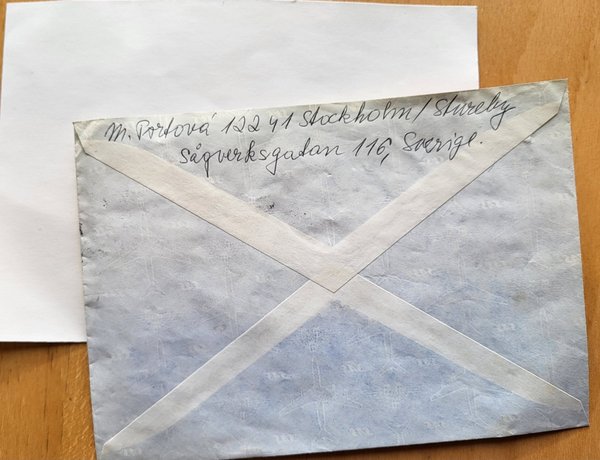 M. Portová 122 41 Stockholm / Stureby
Sågverksgatan 116, Sverige.